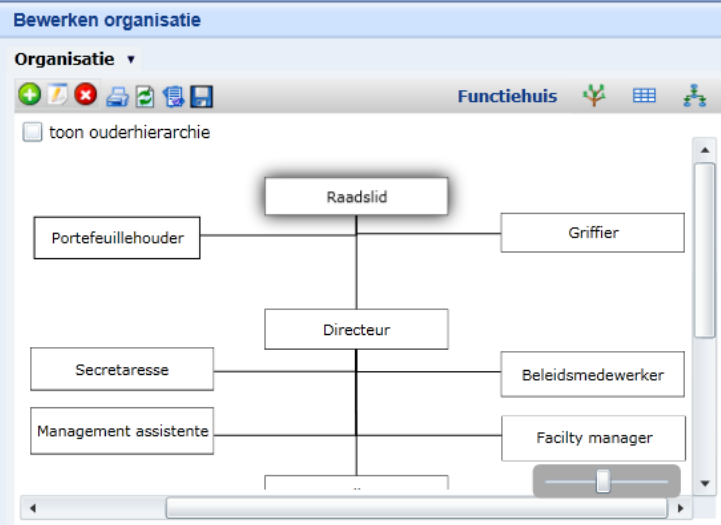 Bewerken organisatie
Organisatie
Functiehuis
toon ouderhierarchie
Raadslid
Portefeuillehouder
Griffier
Directeur
Secretaresse
Beleidsmedewerker
Management assistente
Facilty manager